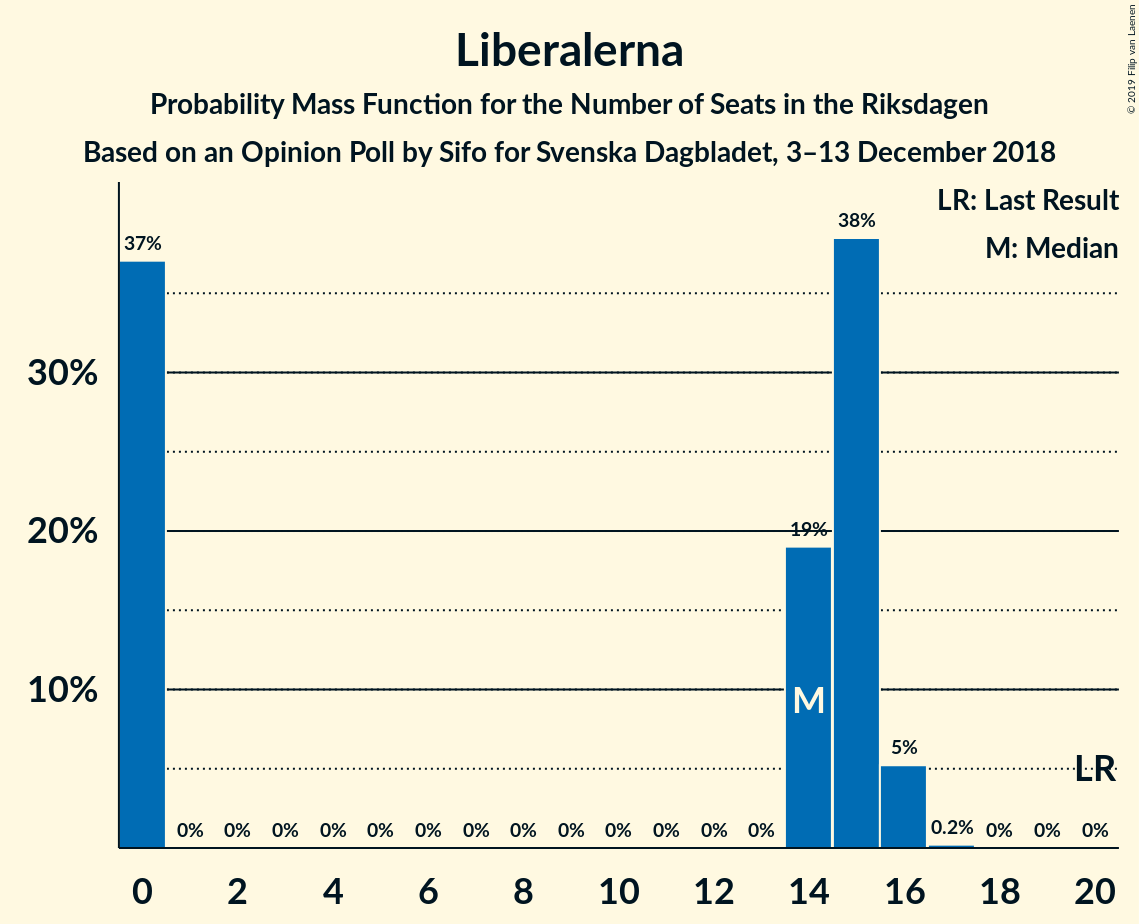 © 2019 Filip van Laenen
Liberalerna
Probability Mass Function for the Number of Seats in the Riksdagen
Based on an Opinion Poll by Sifo for Svenska Dagbladet, 3–13 December 2018
LR: Last Result
M: Median
37% 0% 0% 0% 0% 0% 0% 0% 0% 0% 0% 0% 0% 0% 19% 38% 5% 0.2% 0% 0% 0%
30%
20%
10%
M
LR
0 2 4 6 8 10 12 14 16 18 20